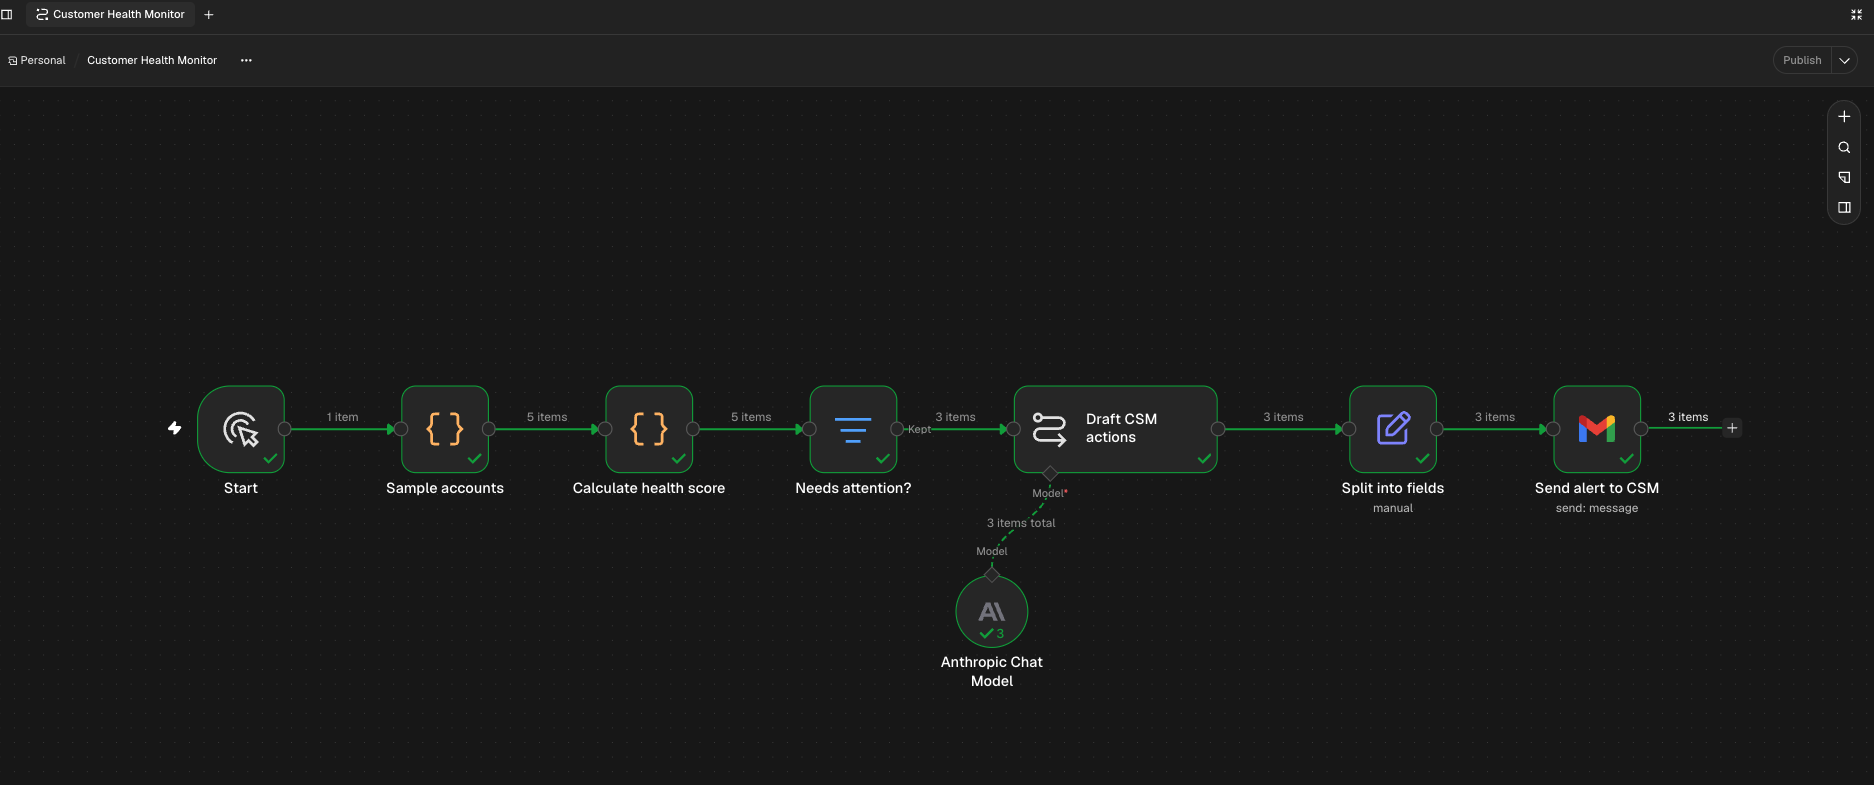 Customer Health Monitor
Personal / Customer Health Monitor ...
Publish
1 item
5 items
5 items
Kept
3 items
Draft CSM
actions
3 items
3 items
3 items
Start
Sample accounts
Calculate health score
Needs attention?
Model*
Split into fields
manual
Send alert to CSM
send: message
3 items total
Model
3
Anthropic Chat
Model